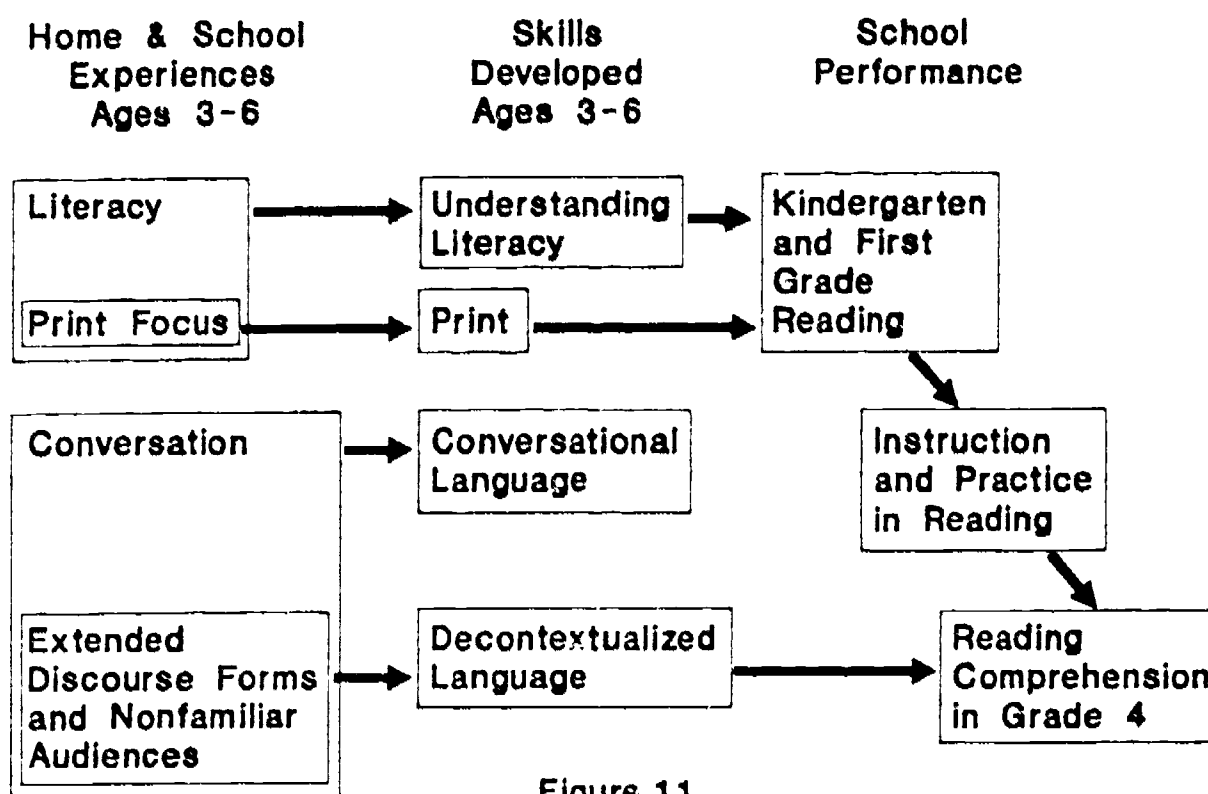 Home & School
Experiences
Ages 3-6
Skills
Developed
Ages 3-6
School
Performance
Literacy
Understanding
Literacy
Kindergarten
and First
Grade
Reading
Print Focus
Print
Conversation
Conversational
Language
Instruction
and Practice
in Reading
Extended
Discourse Forms
and Nonfamiliar
Audiences
Decontextualized
Language
Reading
Comprehension
in Grade 4
Figure 11